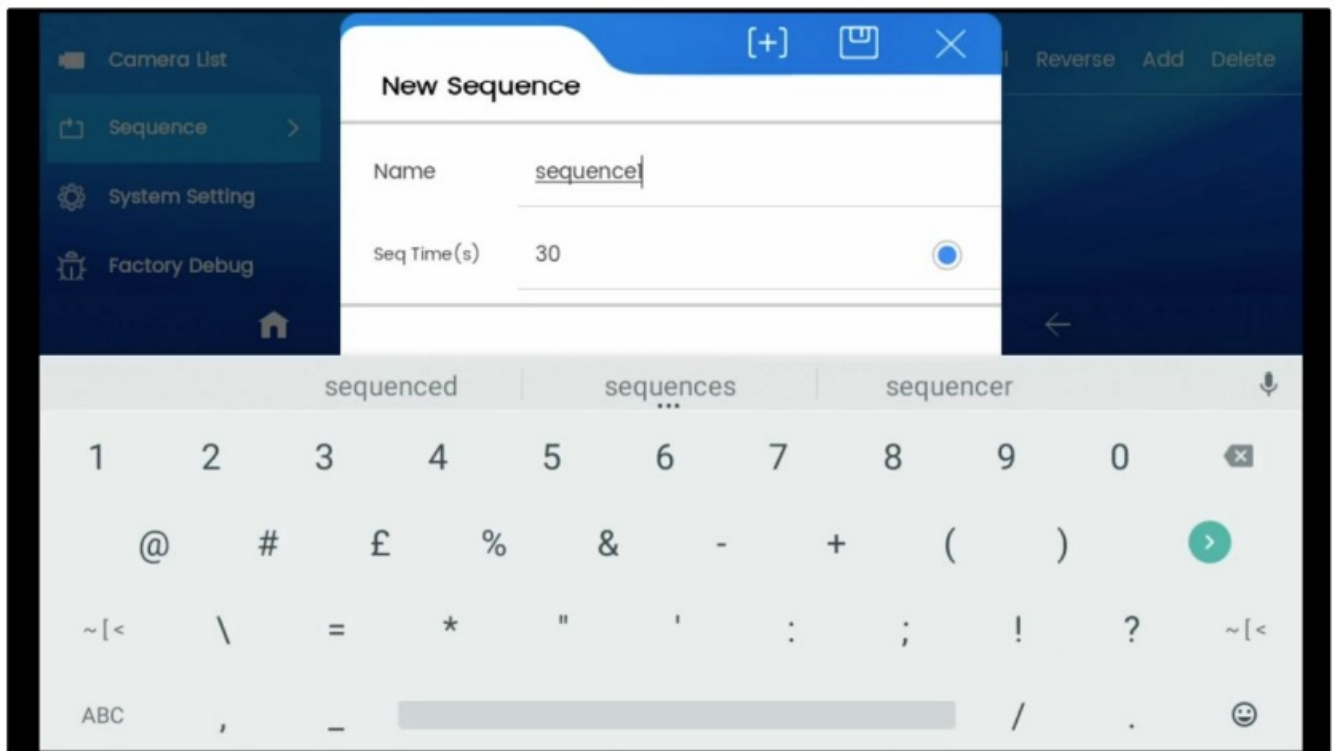 Camera List
Sequence >
System Setting
Factory Debug
[+]
New Sequence
Name sequence1
Seq Time(s) 30
Reverse Add Delete
sequenced sequences sequencer
1 2 3 4 5 6 7 8 9 0
@ # £ % & - + ( )
~[< \ = * " ' : ; ! ? ~[<
ABC , _ / .